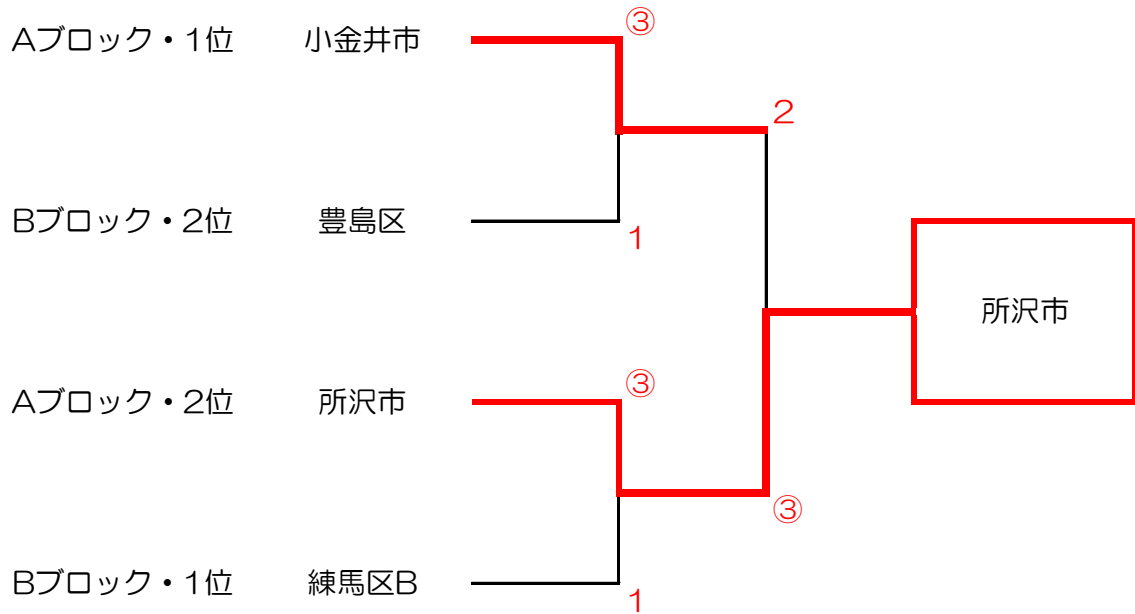 Aブロック・1位 小金井市 ③
2
Bブロック・2位 豊島区 1
所沢市
Aブロック・2位 所沢市 ③
③
Bブロック・1位 練馬区B 1